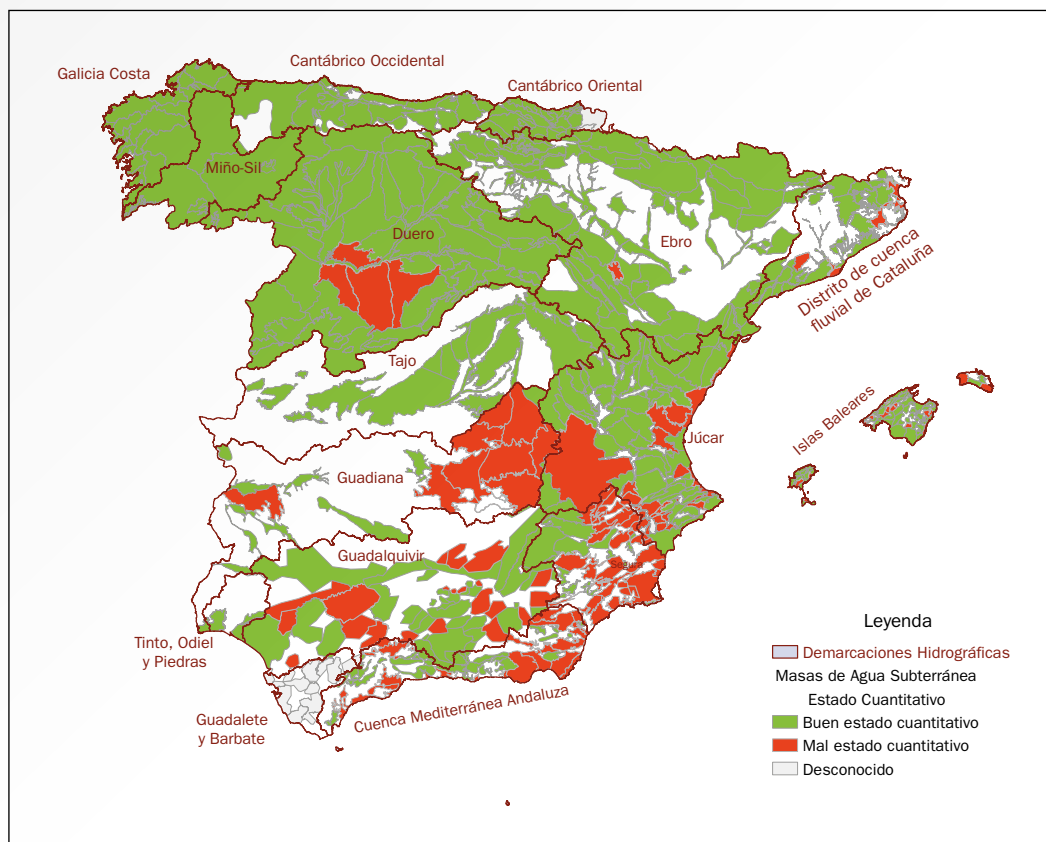 Cantábrico Occidental
Galicia Costa
Cantábrico Oriental
Miño-Sil
Duero
Ebro
Distrito de cuenca
fluvial de Cataluña
Tajo
Islas Baleares
Júcar
Guadiana
Guadalquivir
Segura
Tinto, Odiel
y Piedras
Guadalete
y Barbate
Cuenca Mediterránea Andaluza
Leyenda
Demarcaciones Hidrográficas
Masas de Agua Subterránea
Estado Cuantitativo
Buen estado cuantitativo
Mal estado cuantitativo
Desconocido